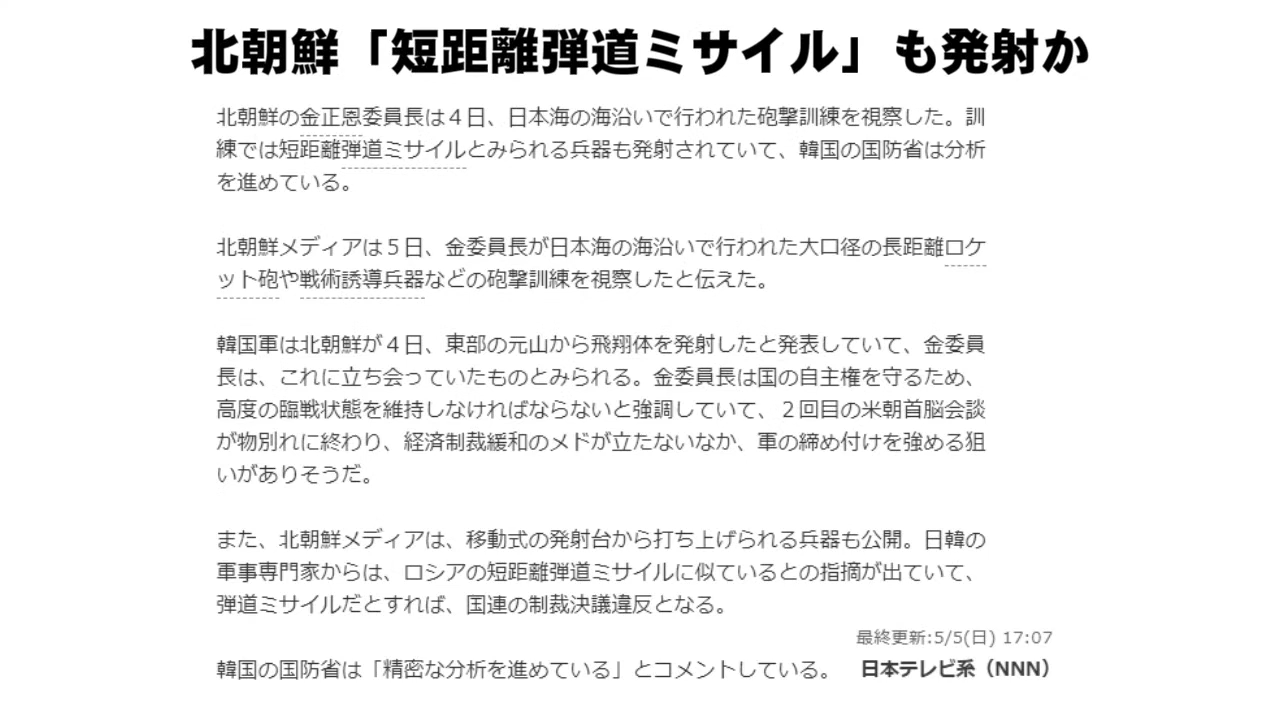 北朝鮮「短距離弾道ミサイル」も発射か
北朝鮮の金正恩委員長は４日、日本海の海沿いで行われた砲撃訓練を視察した。訓
練では短距離弾道ミサイルとみられる兵器も発射されていて、韓国の国防省は分析
を進めている。
北朝鮮メディアは５日、金委員長が日本海の海沿いで行われた大口径の長距離ロケ
ット砲や戦術誘導兵器などの砲撃訓練を視察したと伝えた。
韓国軍は北朝鮮が４日、東部の元山から飛翔体を発射したと発表していて、金委員
長は、これに立ち会っていたものとみられる。金委員長は国の自主権を守るため、
高度の臨戦状態を維持しなければならないと強調していて、２回目の米朝首脳会談
が物別れに終わり、経済制裁緩和のメドが立たないなか、軍の締め付けを強める狙
いがありそうだ。
また、北朝鮮メディアは、移動式の発射台から打ち上げられる兵器も公開。日韓の
軍事専門家からは、ロシアの短距離弾道ミサイルに似ているとの指摘が出ていて、
弾道ミサイルだとすれば、国連の制裁決議違反となる。
最終更新:5/5(日) 17:07
韓国の国防省は「精密な分析を進めている」とコメントしている。 日本テレビ系（NNN）